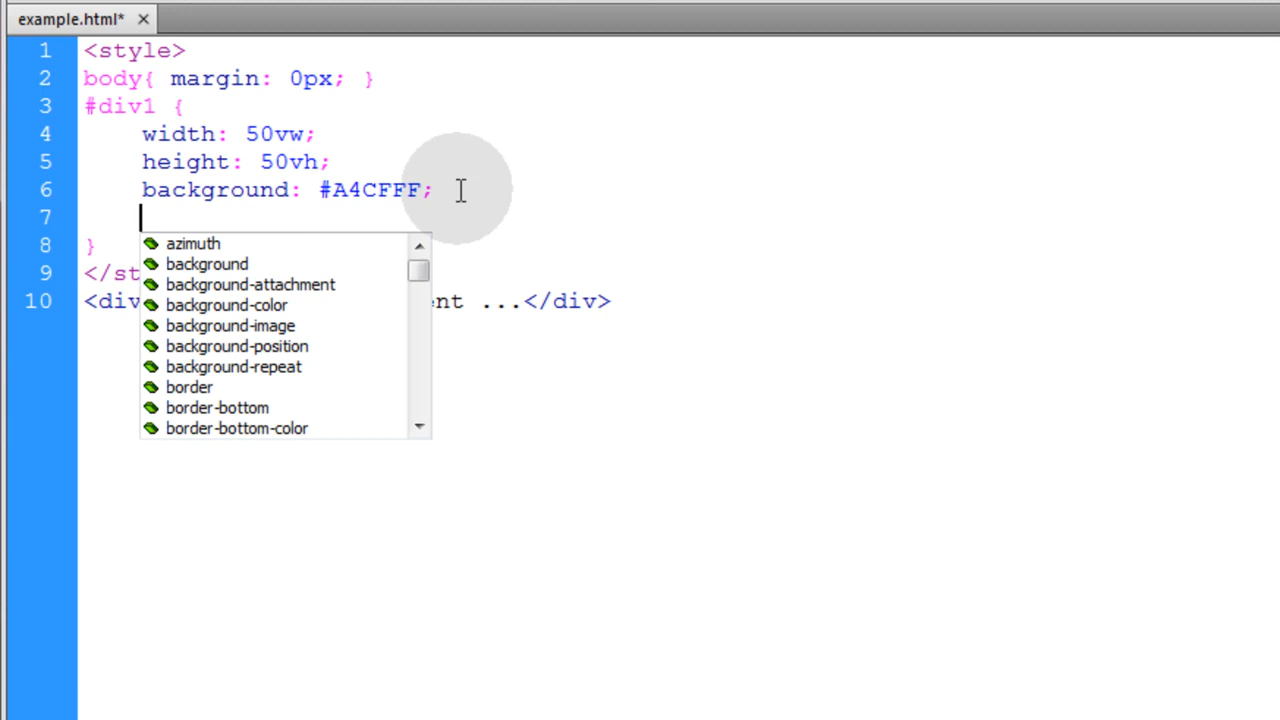 example.html* ×
1 <style>
2 body{ margin: 0px; }
3 #div1 {
4 width: 50vw;
5 height: 50vh;
6 background: #A4CFFF;
7
8 }
9 </st
10 <div ent ...</div>
azimuth
background
background-attachment
background-color
background-image
background-position
background-repeat
border
border-bottom
border-bottom-color